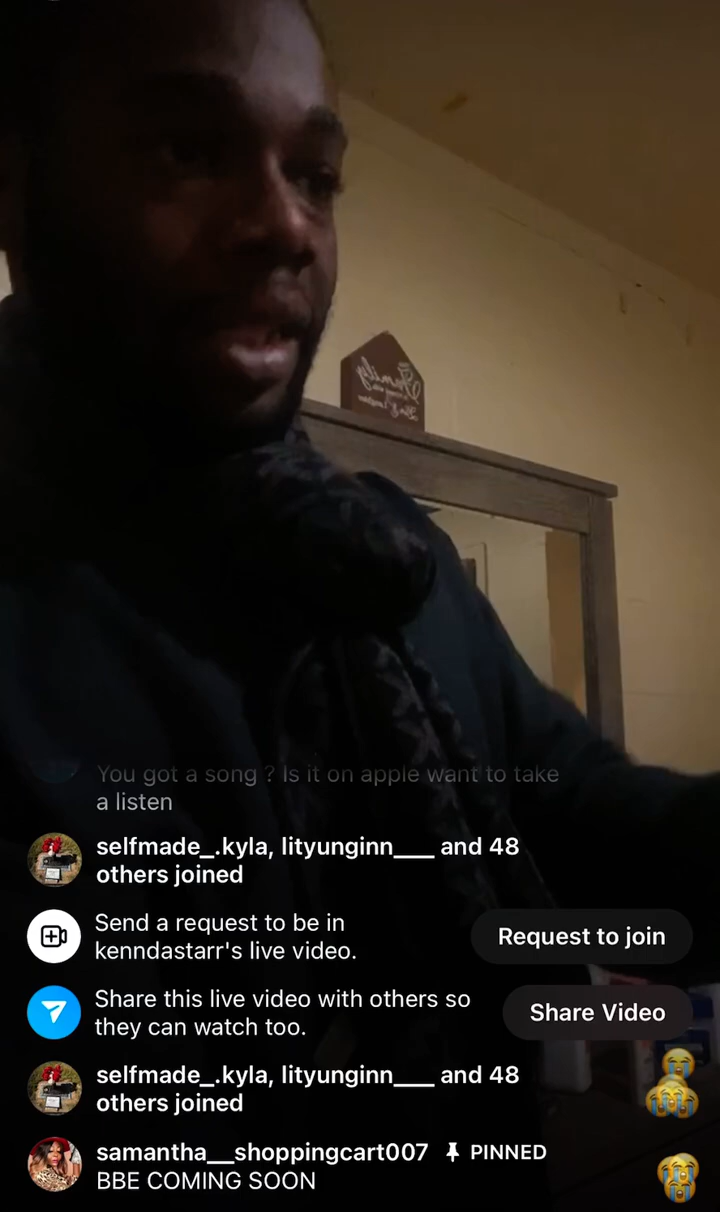 Family
You got a song ? Is it on apple want to take
a listen
selfmade_.kyla, lityunginn___ and 48
others joined
Send a request to be in
kenndastarr's live video.
Request to join
Share this live video with others so
they can watch too.
Share Video
selfmade_.kyla, lityunginn___ and 48
others joined
samantha__shoppingcart007 PINNED
BBE COMING SOON